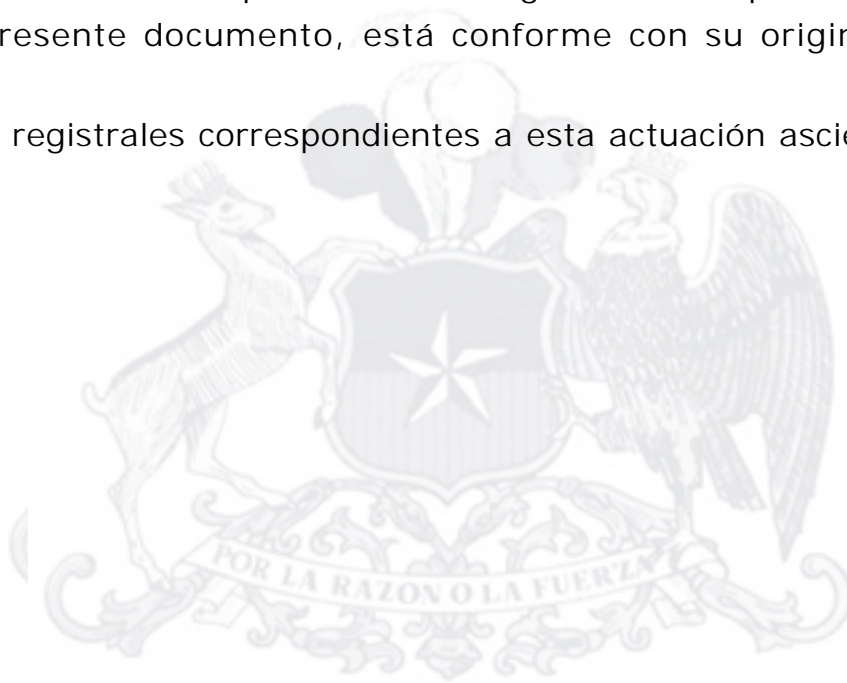 resente documento, está conforme con su origin
registrales correspondientes a esta actuación ascie
POR LA RAZON O LA FUERZA